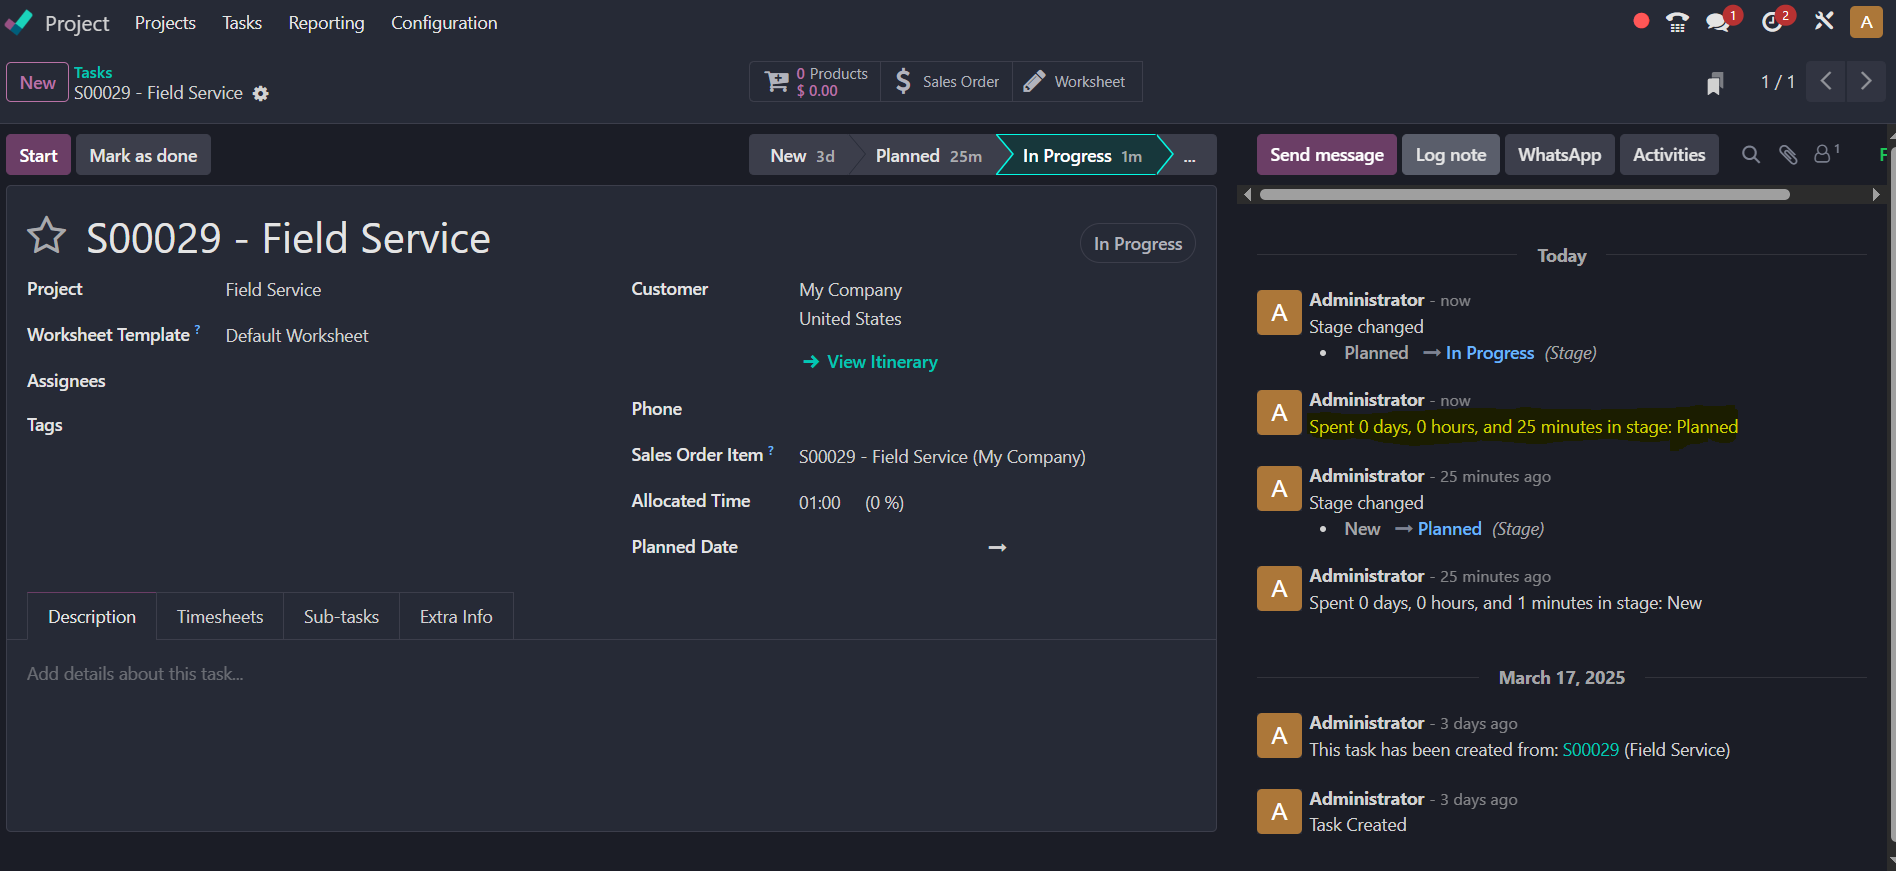 Project Projects Tasks Reporting Configuration 1 2 A
New
Tasks
S00029 - Field Service
0 Products
$ 0.00
Sales Order
Worksheet
1 / 1
Start Mark as done
New 3d Planned 25m In Progress 1m ...
Send message Log note WhatsApp Activities 1 F
S00029 - Field Service
In Progress
Project Field Service
Worksheet Template ? Default Worksheet
Assignees
Tags
Customer My Company
United States
View Itinerary
Phone
Sales Order Item ? S00029 - Field Service (My Company)
Allocated Time 01:00 (0 %)
Planned Date
Description Timesheets Sub-tasks Extra Info
Add details about this task...
Today
A Administrator - now
Stage changed
• Planned → In Progress (Stage)
A Administrator - now
Spent 0 days, 0 hours, and 25 minutes in stage: Planned
A Administrator - 25 minutes ago
Stage changed
• New → Planned (Stage)
A Administrator - 25 minutes ago
Spent 0 days, 0 hours, and 1 minutes in stage: New
March 17, 2025
A Administrator - 3 days ago
This task has been created from: S00029 (Field Service)
A Administrator - 3 days ago
Task Created